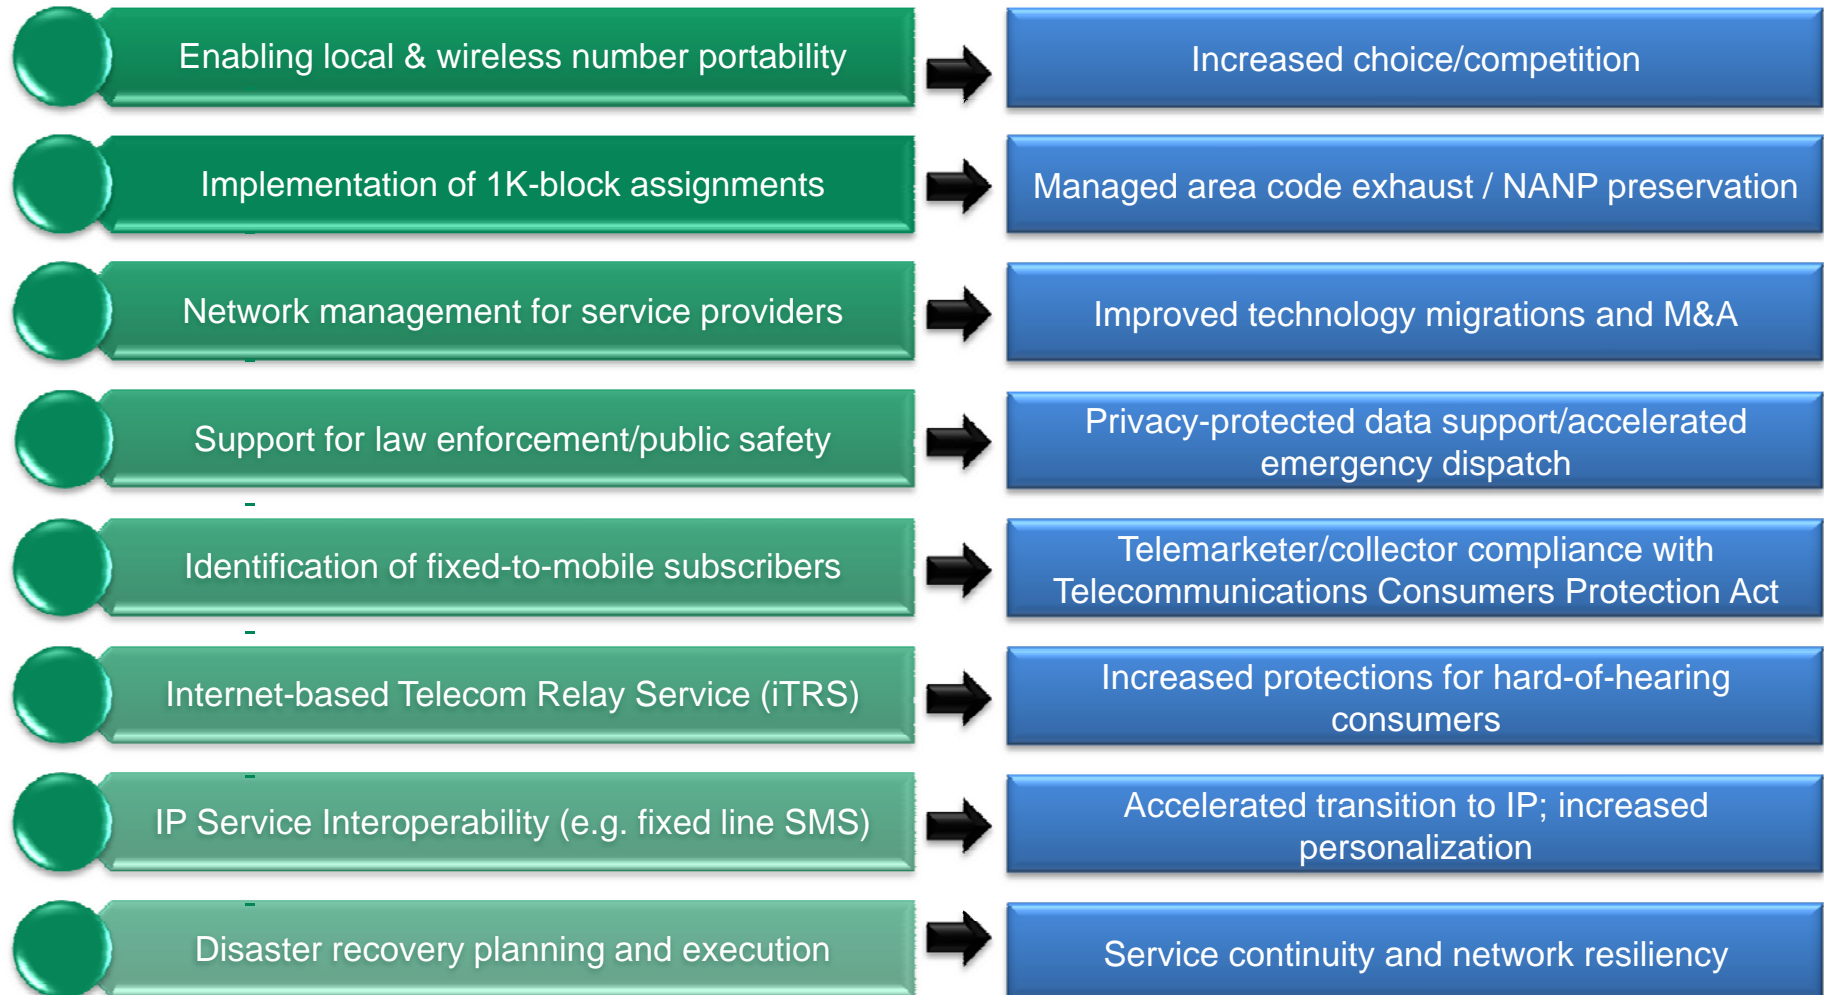 Enabling local & wireless number portability
Increased choice/competition
Implementation of 1K-block assignments
Managed area code exhaust / NANP preservation
Network management for service providers
Improved technology migrations and M&A
Support for law enforcement/public safety
Privacy-protected data support/accelerated
emergency dispatch
Identification of fixed-to-mobile subscribers
Telemarketer/collector compliance with
Telecommunications Consumers Protection Act
Internet-based Telecom Relay Service (iTRS)
Increased protections for hard-of-hearing
consumers
IP Service Interoperability (e.g. fixed line SMS)
Accelerated transition to IP; increased
personalization
Disaster recovery planning and execution
Service continuity and network resiliency